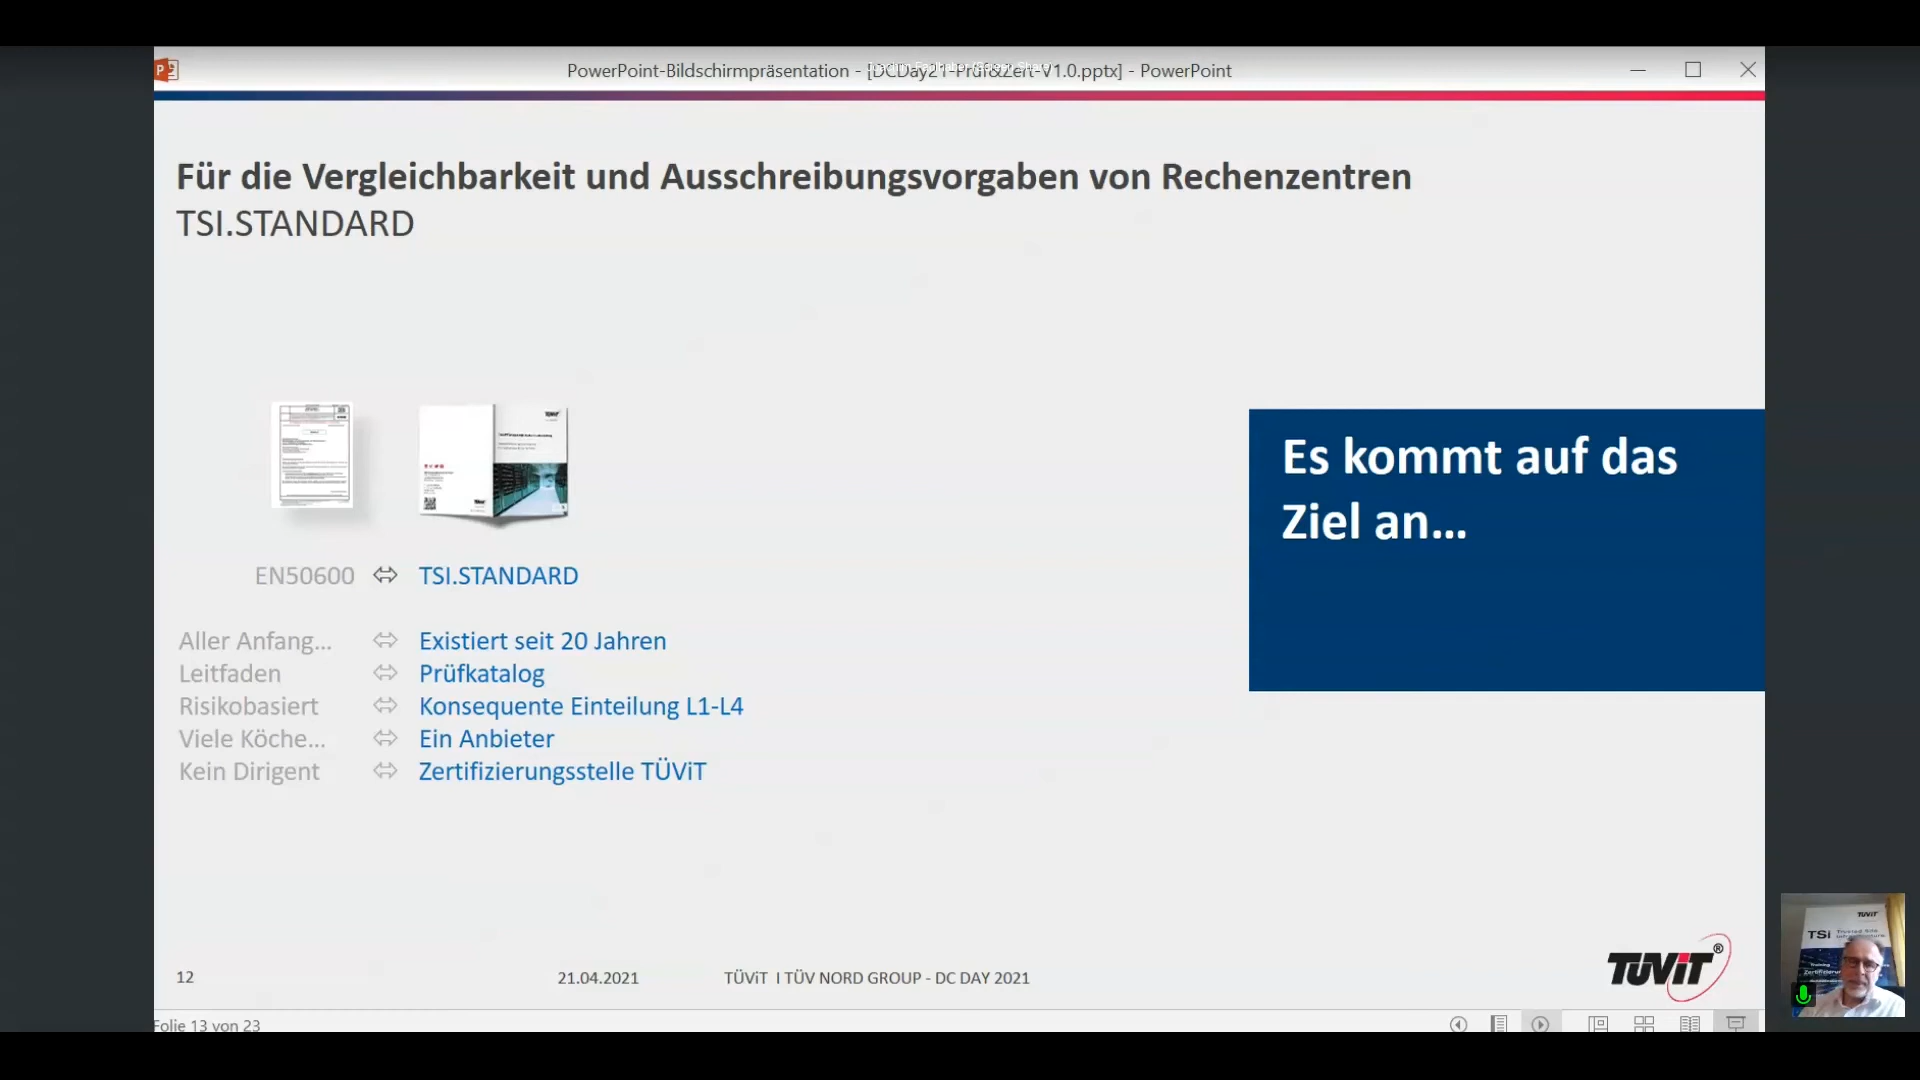 PowerPoint-Bildschirmpräsentation - [DCDay21-Prüf&Zert-V1.0.pptx] - PowerPoint
Für die Vergleichbarkeit und Ausschreibungsvorgaben von Rechenzentren
TSI.STANDARD
Es kommt auf das
Ziel an...
EN50600 ⬄ TSI.STANDARD
Aller Anfang... ⬄ Existiert seit 20 Jahren
Leitfaden ⬄ Prüfkatalog
Risikobasiert ⬄ Konsequente Einteilung L1-L4
Viele Köche... ⬄ Ein Anbieter
Kein Dirigent ⬄ Zertifizierungsstelle TÜViT
12 21.04.2021 TÜViT I TÜV NORD GROUP - DC DAY 2021
TÜViT®
Folie 13 von 23
TÜViT
TSi Trusted Site